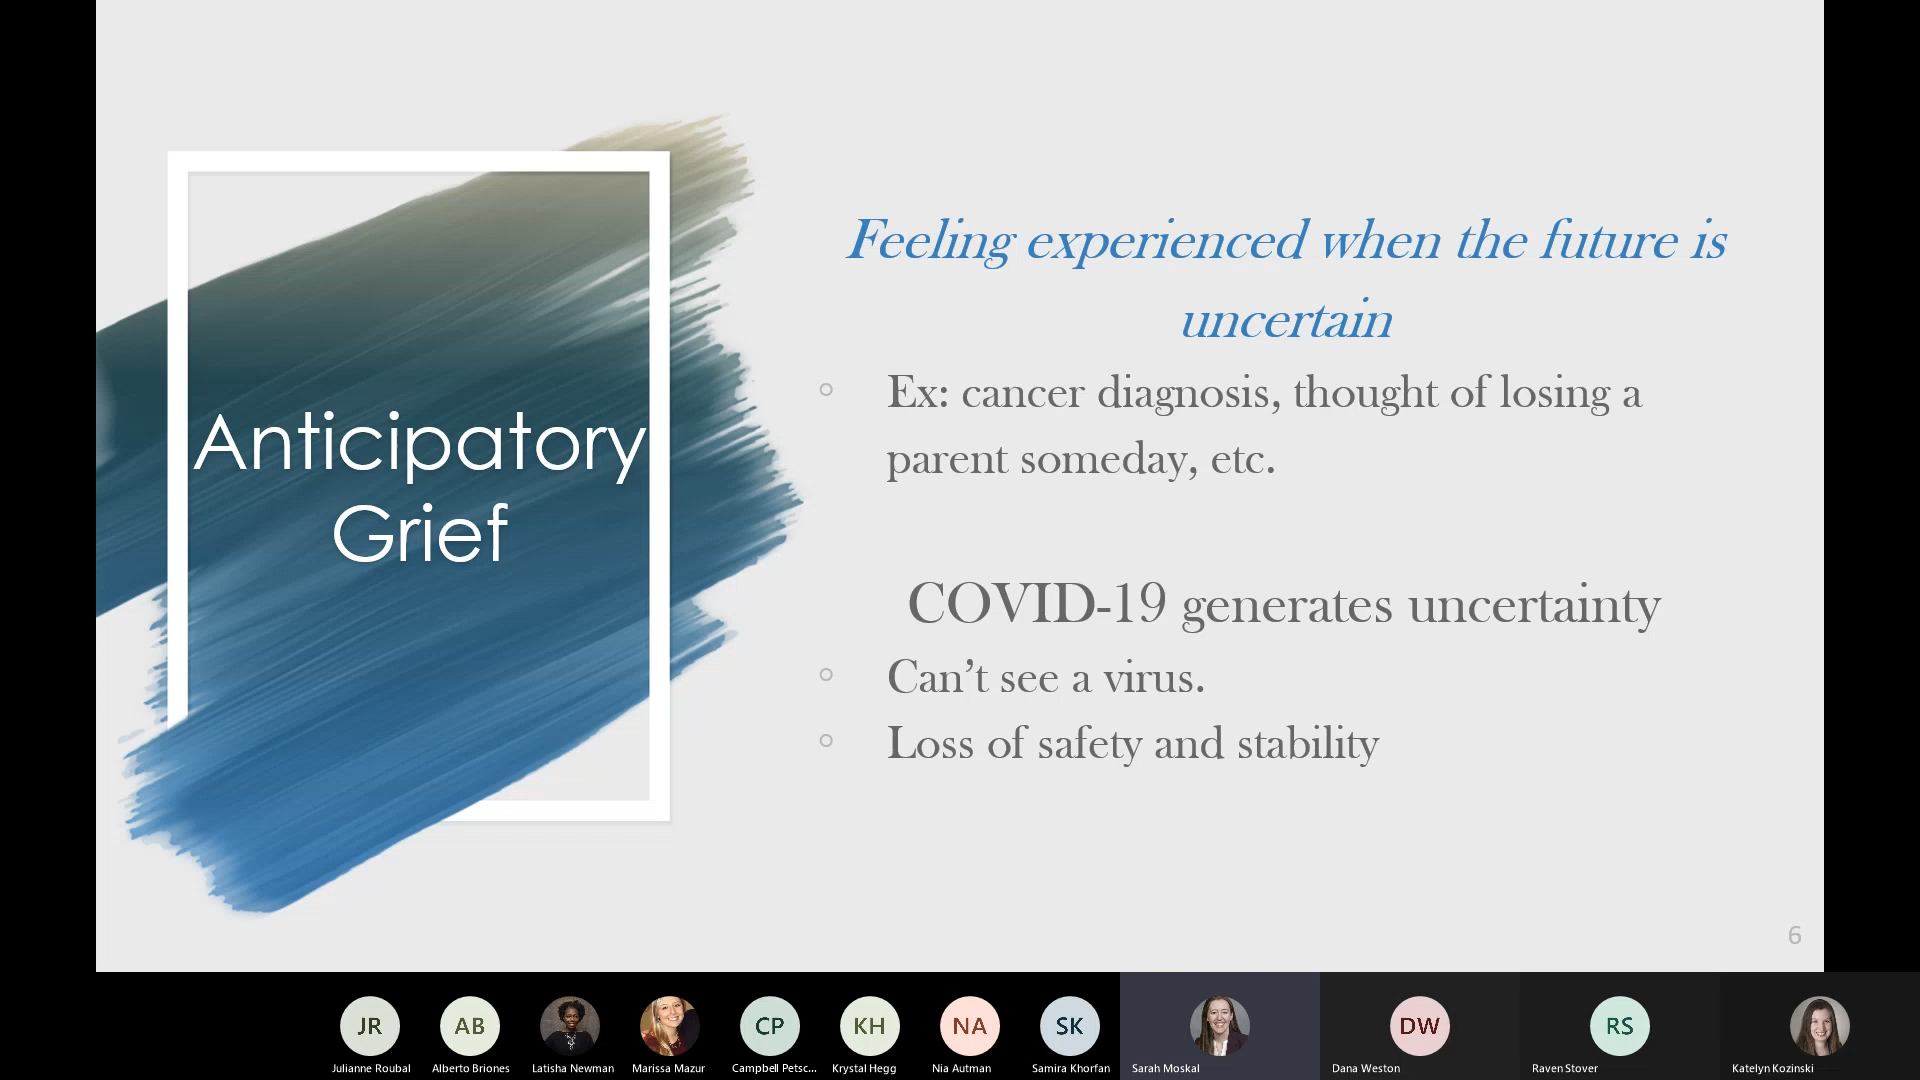 Anticipatory
Grief
Feeling experienced when the future is
uncertain
Ex: cancer diagnosis, thought of losing a
parent someday, etc.
COVID-19 generates uncertainty
Can’t see a virus.
Loss of safety and stability
6
JR
AB
CP
KH
NA
SK
DW
RS
Julianne Roubal
Alberto Briones
Latisha Newman
Marissa Mazur
Campbell Petsc...
Krystal Hegg
Nia Autman
Samira Khorfan
Sarah Moskal
Dana Weston
Raven Stover
Katelyn Kozinski